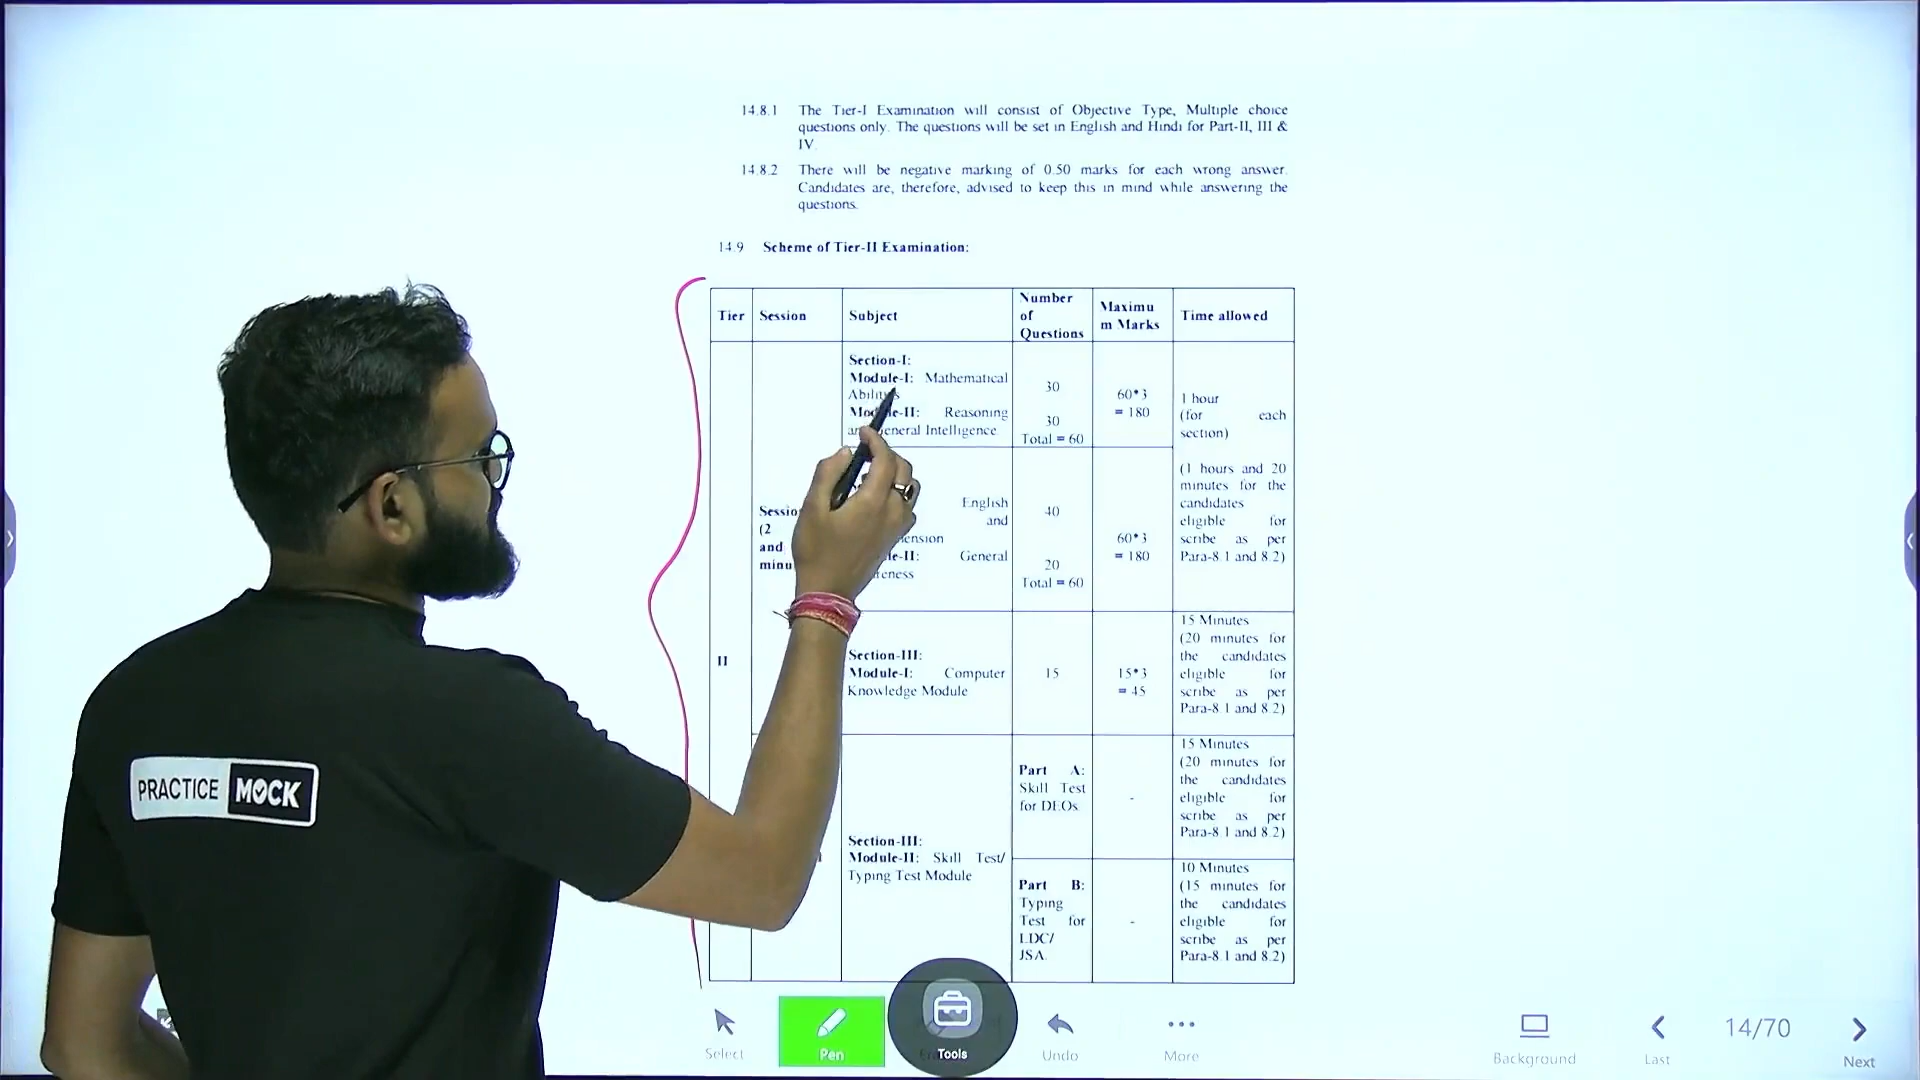 14.8.1 The Tier-I Examination will consist of Objective Type, Multiple choice
questions only. The questions will be set in English and Hindi for Part-II, III &
IV.
14.8.2 There will be negative marking of 0.50 marks for each wrong answer.
Candidates are, therefore, advised to keep this in mind while answering the
questions.
14.9 Scheme of Tier-II Examination:
Tier
Session
Subject
Number
of
Questions
Maximu
m Marks
Time allowed
II
(2
and
Section-I:
Module-I: Mathematical
Module-II: Reasoning
General Intelligence
30
30
Total = 60
60*3
= 180
1 hour
(for each
section)
(1 hours and 20
minutes for the
candidates
eligible for
scribe as per
Para-8.1 and 8.2)
English
and
General
40
20
Total = 60
60*3
= 180
Section-III:
Module-I: Computer
Knowledge Module
15
15*3
= 45
15 Minutes
(20 minutes for
the candidates
eligible for
scribe as per
Para-8.1 and 8.2)
Section-III:
Module-II: Skill Test/
Typing Test Module
Part A:
Skill Test
for DEOs
-
15 Minutes
(20 minutes for
the candidates
eligible for
scribe as per
Para-8.1 and 8.2)
Part B:
Typing
Test for
LDC/
JSA.
-
10 Minutes
(15 minutes for
the candidates
eligible for
scribe as per
Para-8.1 and 8.2)
PRACTICE MOCK
Select
Pen
Tools
Undo
More
Background
Last
14/70
Next